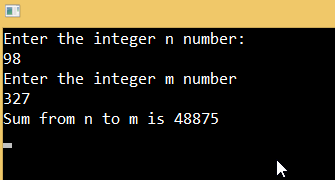 Enter the integer n number:
98
Enter the integer m number
327
Sum from n to m is 48875